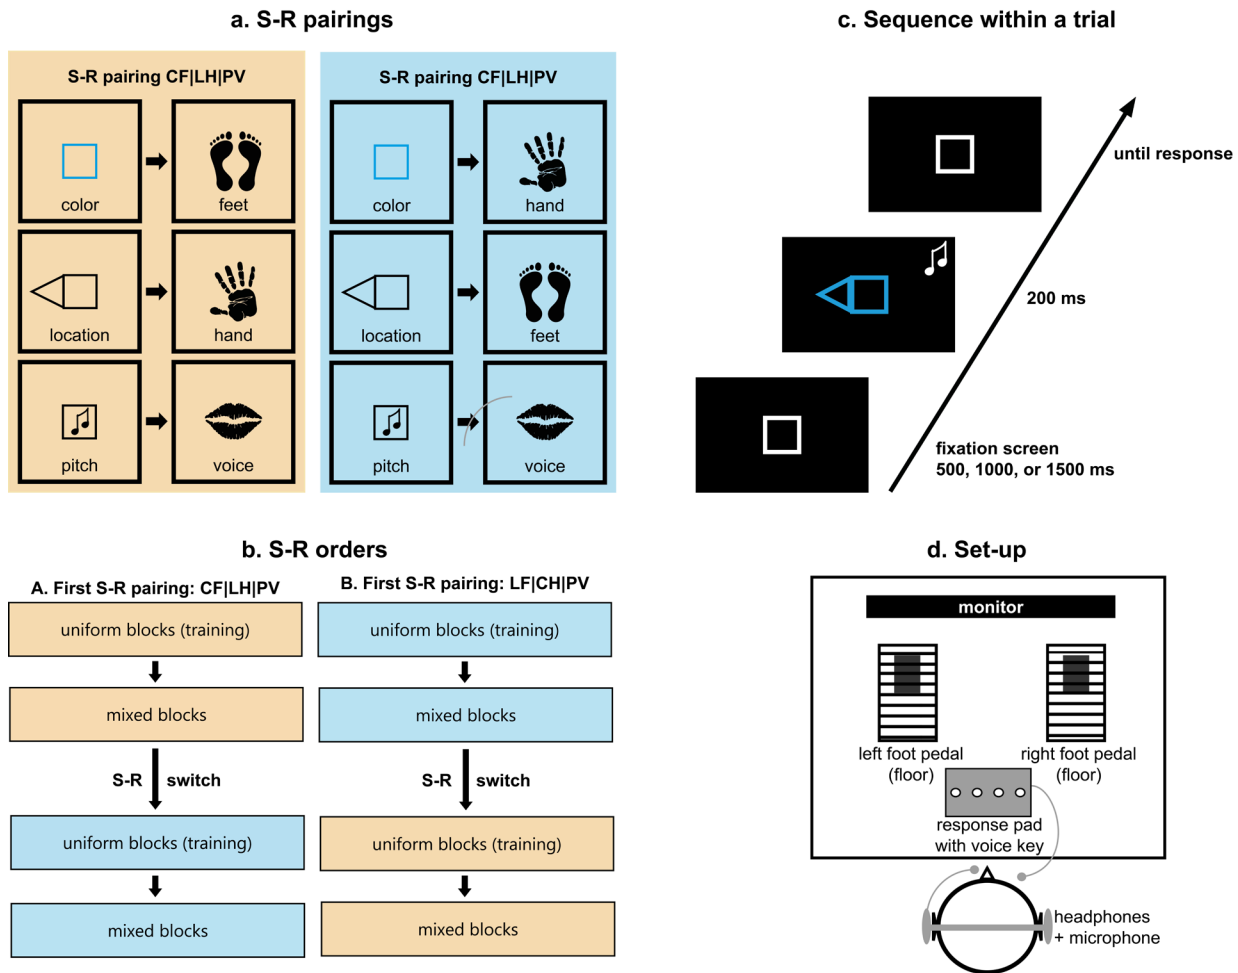 a. S-R pairings
S-R pairing CF|LH|PV
color
feet
location
hand
pitch
voice
S-R pairing CF|LH|PV
color
hand
location
feet
pitch
voice
c. Sequence within a trial
until response
200 ms
fixation screen
500, 1000, or 1500 ms
b. S-R orders
A. First S-R pairing: CF|LH|PV
uniform blocks (training)
mixed blocks
S-R switch
uniform blocks (training)
mixed blocks
B. First S-R pairing: LF|CH|PV
uniform blocks (training)
mixed blocks
S-R switch
uniform blocks (training)
mixed blocks
d. Set-up
monitor
left foot pedal
(floor)
right foot pedal
(floor)
response pad
with voice key
headphones
+ microphone